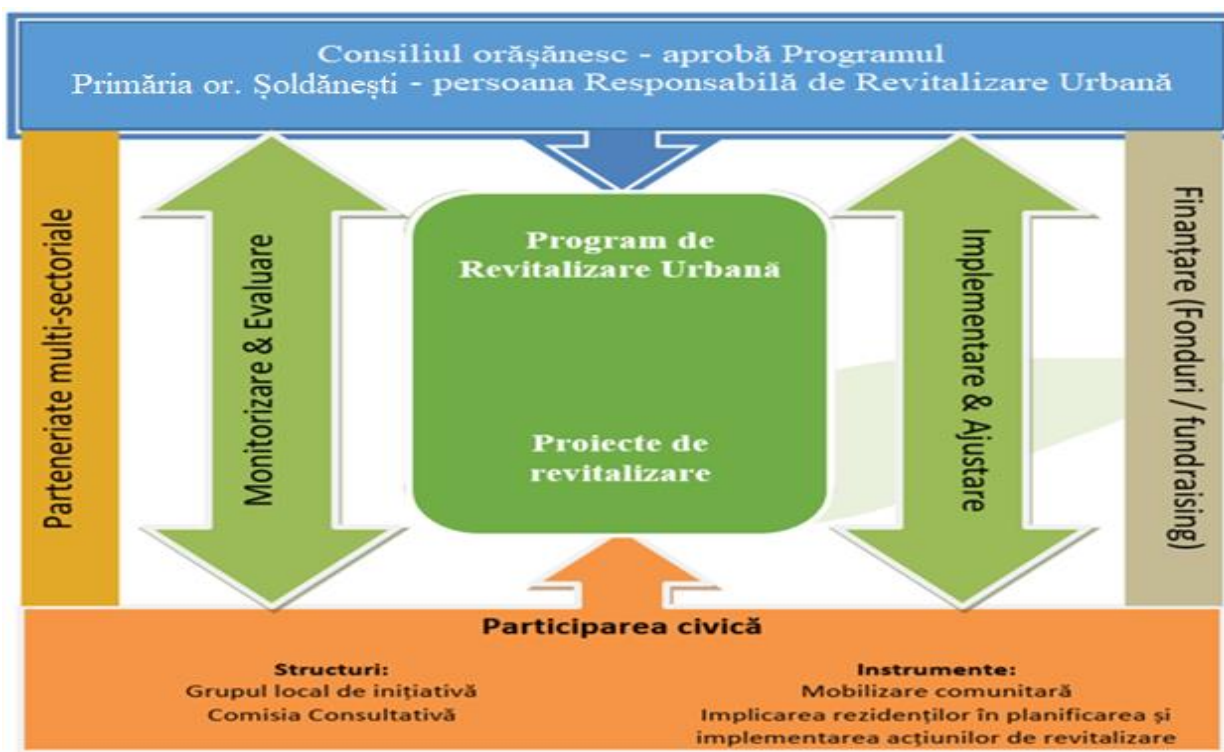 Consiliul orășănesc - aprobă Programul
Primăria or. Șoldănești - persoana Responsabilă de Revitalizare Urbană
Parteneriate multi-sectoriale
Monitorizare & Evaluare
Program de
Revitalizare Urbană
Proiecte de
revitalizare
Implementare & Ajustare
Finanțare (Fonduri / fundraising)
Participarea civică
Structuri:
Grupul local de inițiativă
Comisia Consultativă
Instrumente:
Mobilizare comunitară
Implicarea rezidenților în planificarea și
implementarea acțiunilor de revitalizare